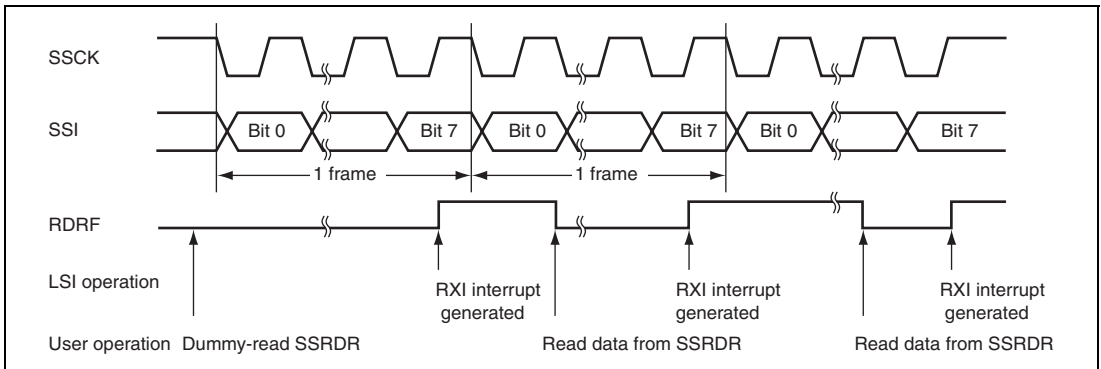 SSCK
SSI
Bit 0
Bit 7
Bit 0
Bit 7
Bit 0
Bit 7
1 frame
1 frame
RDRF
LSI operation
RXI interrupt
generated
RXI interrupt
generated
RXI interrupt
generated
User operation
Dummy-read SSRDR
Read data from SSRDR
Read data from SSRDR